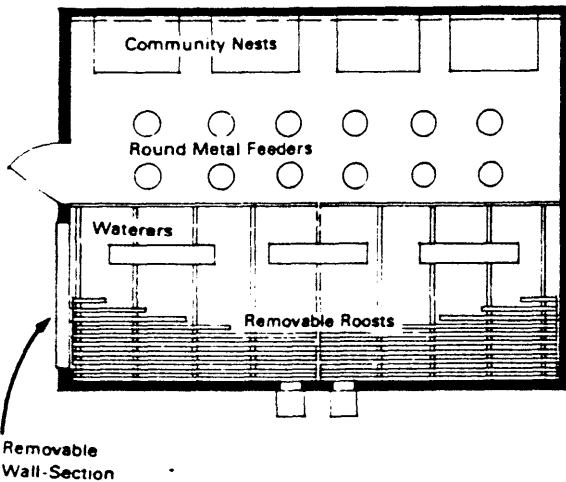 Community Nests
Round Metal Feeders
Waterers
Removable Roosts
Removable
Wall-Section